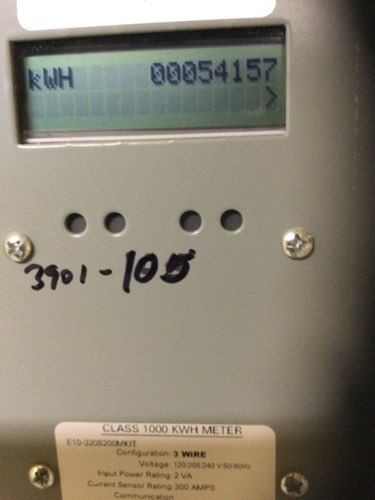 kWH 00054157
>
3901-105
CLASS 1000 KWH METER
E10-3208200MKIT
Configuration: 3 WIRE
Voltage: 120/208/240 V,50/60Hz
Input Power Rating: 2 VA
Current Sensor Rating: 200 AMPS
Communication